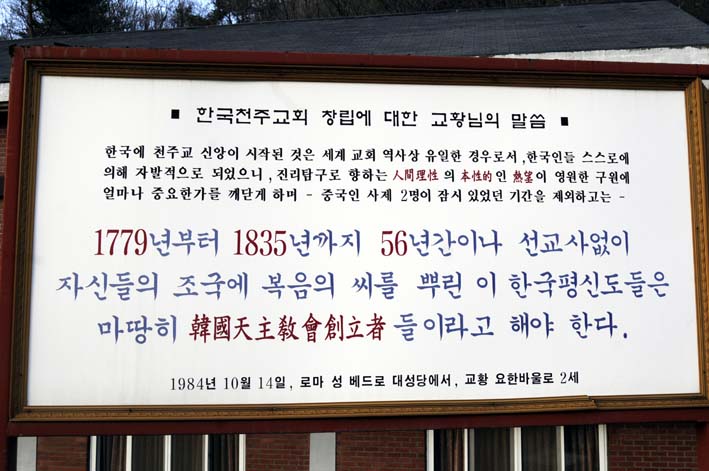 ■ 한국천주교회 창립에 대한 교황님의 말씀 ■
한국에 천주교 신앙이 시작된 것은 세계 교회 역사상 유일한 경우로서, 한국인들 스스로에
의해 자발적으로 되었으니, 진리탐구로 향하는 人間理性의 本性的인 熱望이 영원한 구원에
얼마나 중요한가를 깨닫게 하며 - 중국인 사제 2명이 잠시 있었던 기간을 제외하고는 -
1779년부터 1835년까지 56년간이나 선교사없이
자신들의 조국에 복음의 씨를 뿌린 이 한국평신도들은
마땅히 韓國天主敎會創立者 들이라고 해야 한다.
1984년 10월 14일, 로마 성 베드로 대성당에서, 교황 요한바울로 2세